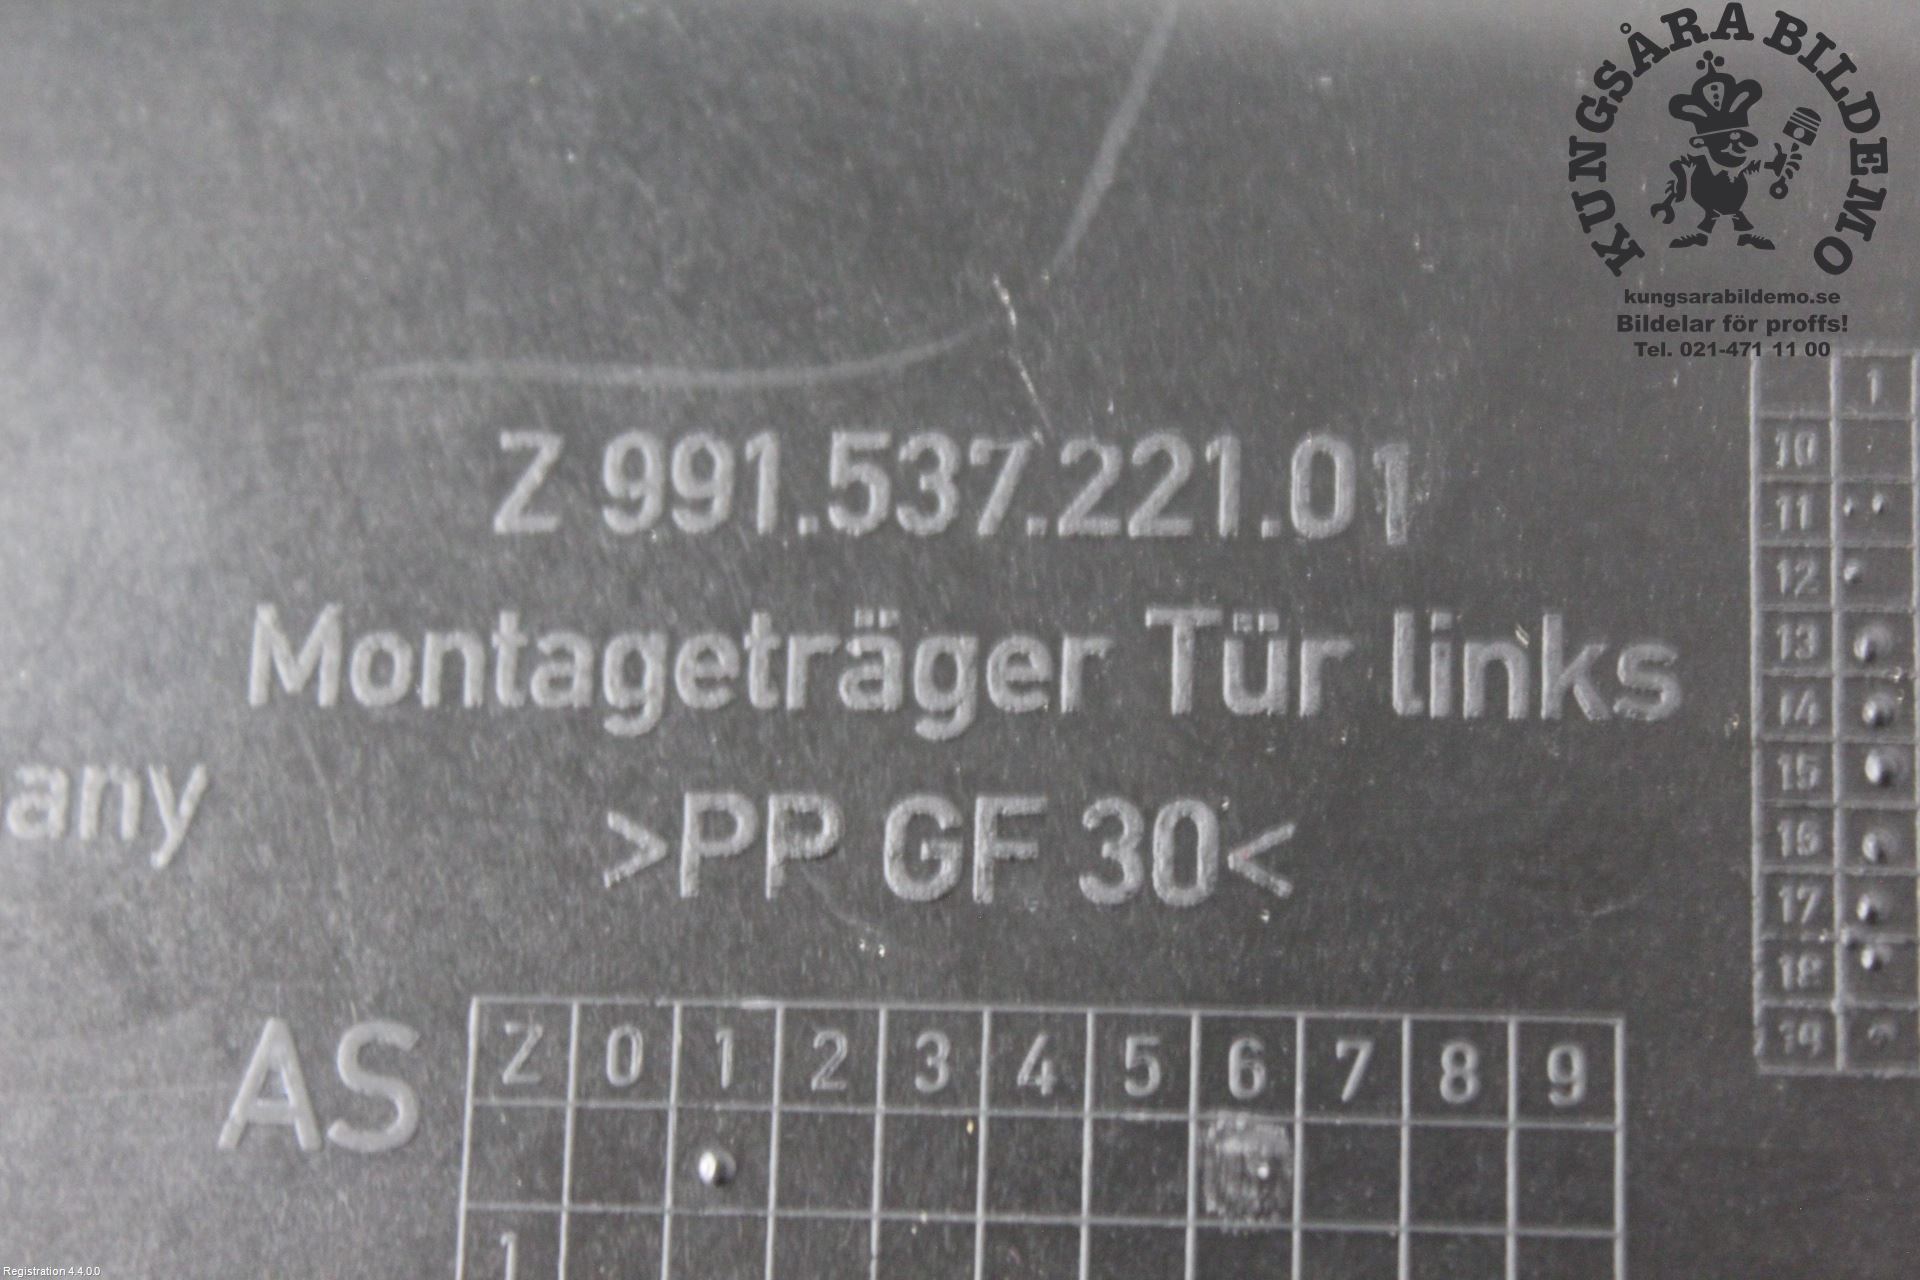 KUNGSÅRA BILDEMO
kungsarabildemo.se
Bildelar för proffs!
Tel. 021-471 11 00
Z 991.537.221.01
Montageträger Tür links
any
>PP GF 30<
AS
Z 0 1 2 3 4 5 6 7 8 9
1
1
10
11
12
13
14
15
16
17
18
19
Registration 4.4.0.0